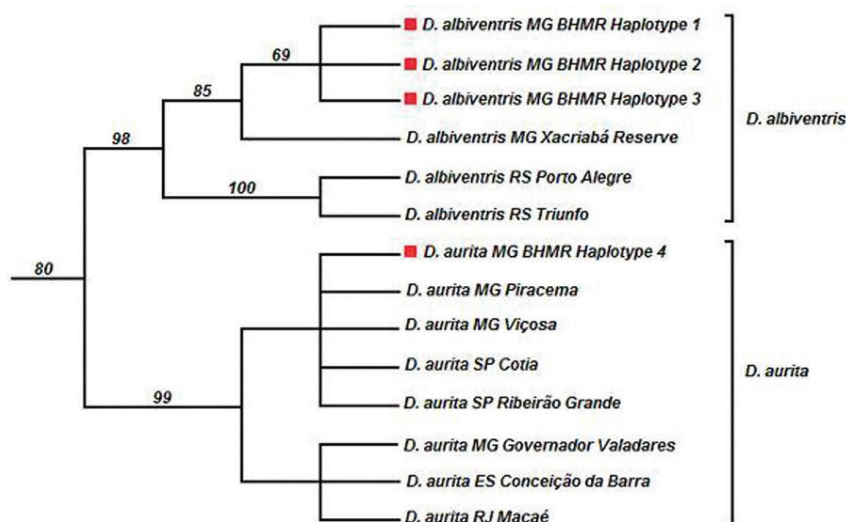 69
D. albiventris MG BHMR Haplotype 1
D. albiventris MG BHMR Haplotype 2
D. albiventris MG BHMR Haplotype 3
85
D. albiventris MG Xacriabá Reserve
98
D. albiventris RS Porto Alegre
100
D. albiventris RS Triunfo
D. albiventris
80
D. aurita MG BHMR Haplotype 4
D. aurita MG Piracema
D. aurita MG Viçosa
D. aurita SP Cotia
D. aurita SP Ribeirão Grande
99
D. aurita MG Governador Valadares
D. aurita ES Conceição da Barra
D. aurita RJ Macaé
D. aurita